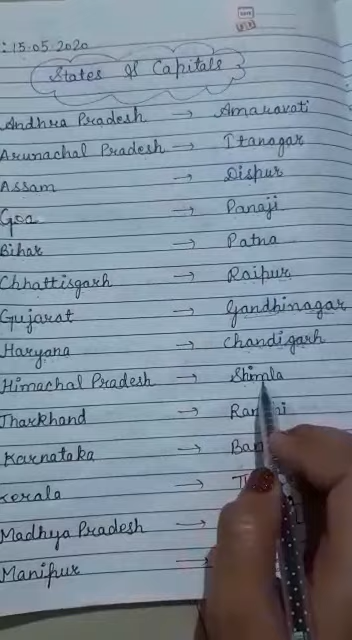 : 15.05.2020
States & Capitals
Andhra Pradesh → Amaravati
Arunachal Pradesh → Itanagar
Assam → Dispur
Goa → Panaji
Bihar → Patna
Chhattisgarh → Raipur
Gujarat → Gandhinagar
Haryana → Chandigarh
Himachal Pradesh → Shimla
Jharkhand →
Karnataka →
Kerala →
Madhya Pradesh →
Manipur →